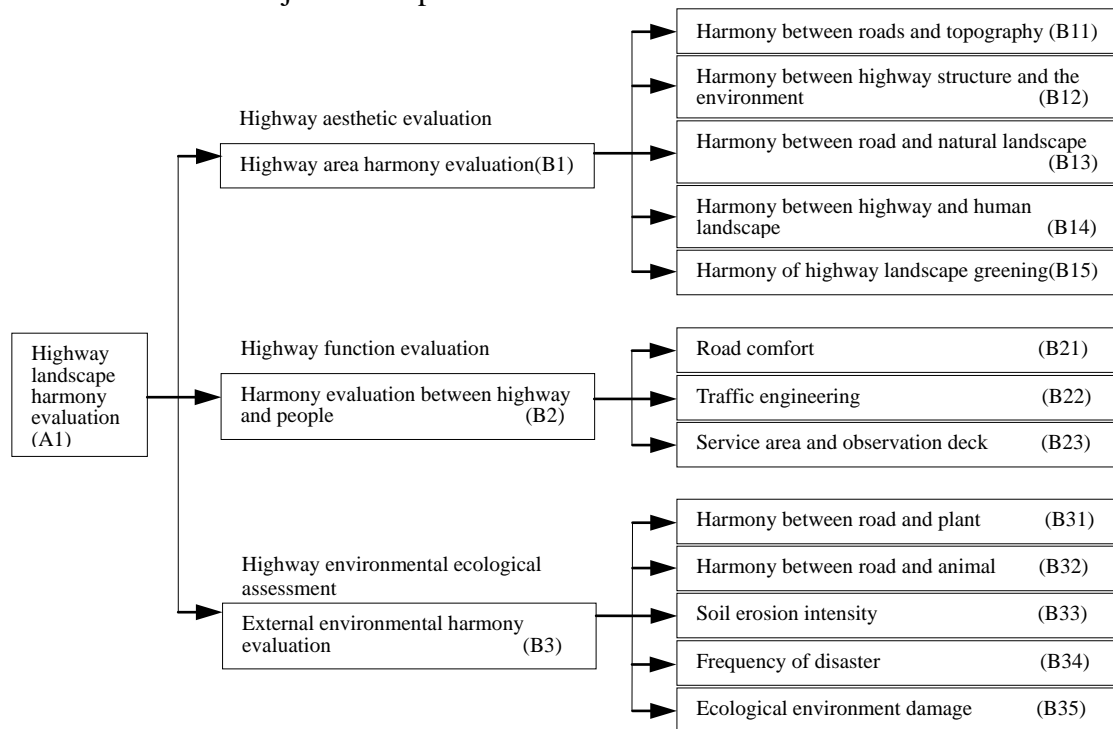 Harmony between roads and topography (B11)
Harmony between highway structure and the
environment (B12)
Highway aesthetic evaluation
Highway area harmony evaluation(B1)
Harmony between road and natural landscape
(B13)
Harmony between highway and human
landscape (B14)
Harmony of highway landscape greening(B15)
Highway
landscape
harmony
evaluation
(A1)
Highway function evaluation
Harmony evaluation between highway
and people (B2)
Road comfort (B21)
Traffic engineering (B22)
Service area and observation deck (B23)
Highway environmental ecological
assessment
External environmental harmony
evaluation (B3)
Harmony between road and plant (B31)
Harmony between road and animal (B32)
Soil erosion intensity (B33)
Frequency of disaster (B34)
Ecological environment damage (B35)